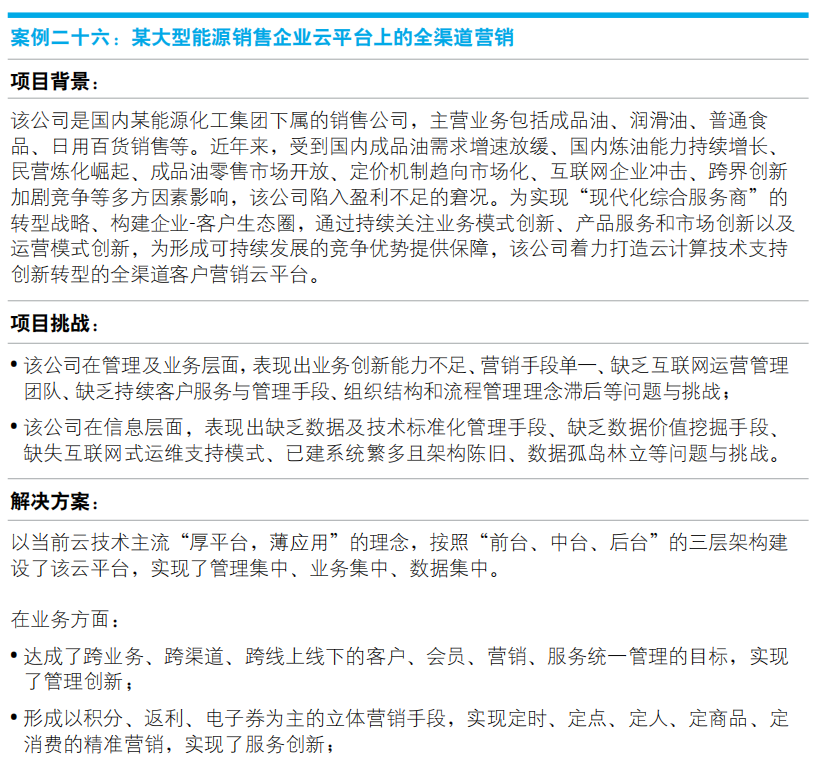 案例二十六：某大型能源销售企业云平台上的全渠道营销
项目背景：
该公司是国内某能源化工集团下属的销售公司，主营业务包括成品油、润滑油、普通食
品、日用百货销售等。近年来，受到国内成品油需求增速放缓、国内炼油能力持续增长、
民营炼化崛起、成品油零售市场开放、定价机制趋向市场化、互联网企业冲击、跨界创新
加剧竞争等多方因素影响，该公司陷入盈利不足的窘况。为实现“现代化综合服务商”的
转型战略、构建企业-客户生态圈，通过持续关注业务模式创新、产品服务和市场创新以及
运营模式创新，为形成可持续发展的竞争优势提供保障，该公司着力打造云计算技术支持
创新转型的全渠道客户营销云平台。
项目挑战：
• 该公司在管理及业务层面，表现出业务创新能力不足、营销手段单一、缺乏互联网运营管理
团队、缺乏持续客户服务与管理手段、组织结构和流程管理理念滞后等问题与挑战；
• 该公司在信息层面，表现出缺乏数据及技术标准化管理手段、缺乏数据价值挖掘手段、
缺失互联网式运维支持模式、已建系统繁多且架构陈旧、数据孤岛林立等问题与挑战。
解决方案：
以当前云技术主流“厚平台，薄应用”的理念，按照“前台、中台、后台”的三层架构建
设了该云平台，实现了管理集中、业务集中、数据集中。
在业务方面：
• 达成了跨业务、跨渠道、跨线上线下的客户、会员、营销、服务统一管理的目标，实现
了管理创新；
• 形成以积分、返利、电子券为主的立体营销手段，实现定时、定点、定人、定商品、定
消费的精准营销，实现了服务创新；